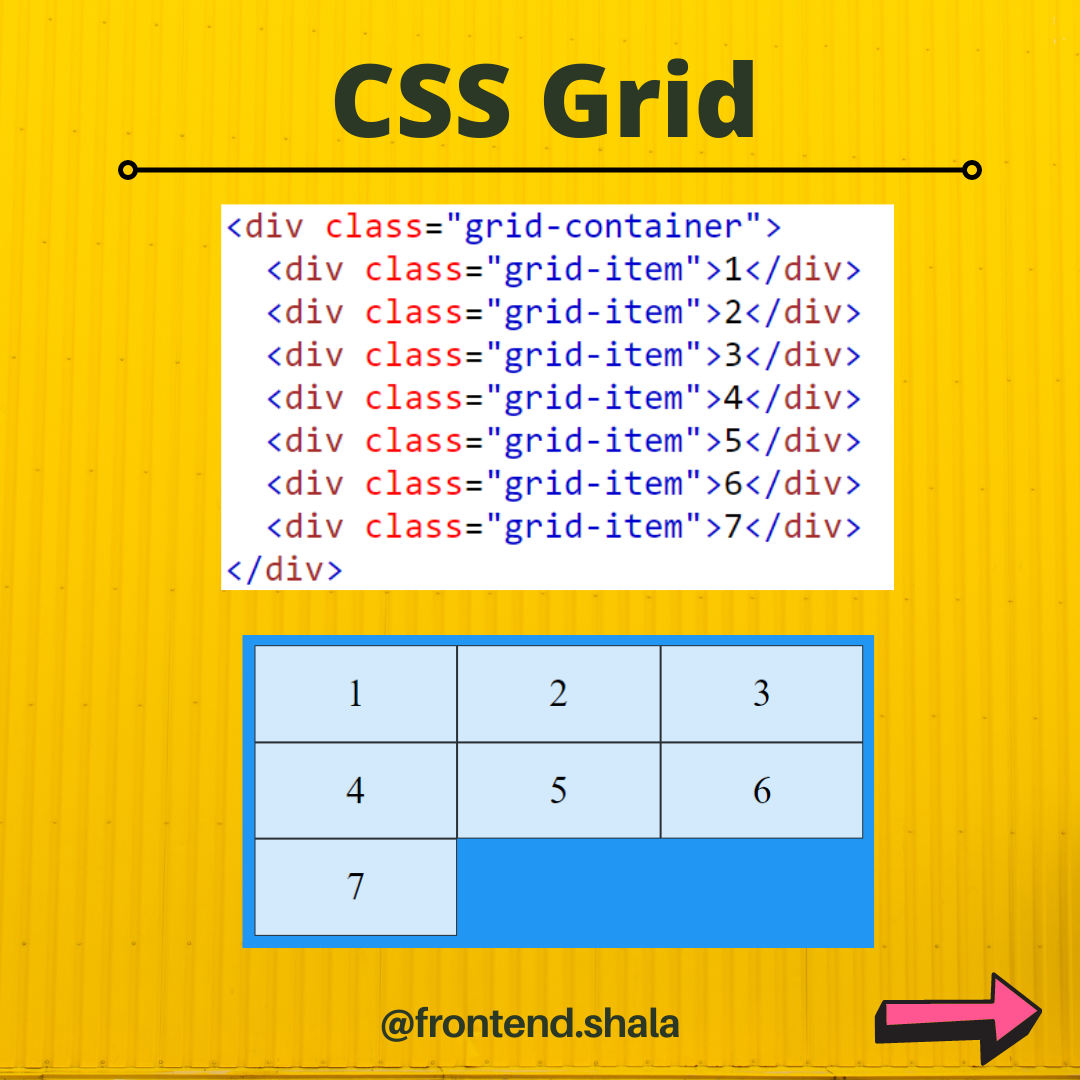 CSS Grid
<div class="grid-container">
  <div class="grid-item">1</div>
  <div class="grid-item">2</div>
  <div class="grid-item">3</div>
  <div class="grid-item">4</div>
  <div class="grid-item">5</div>
  <div class="grid-item">6</div>
  <div class="grid-item">7</div>
</div>
1 2 3
4 5 6
7
@frontend.shala